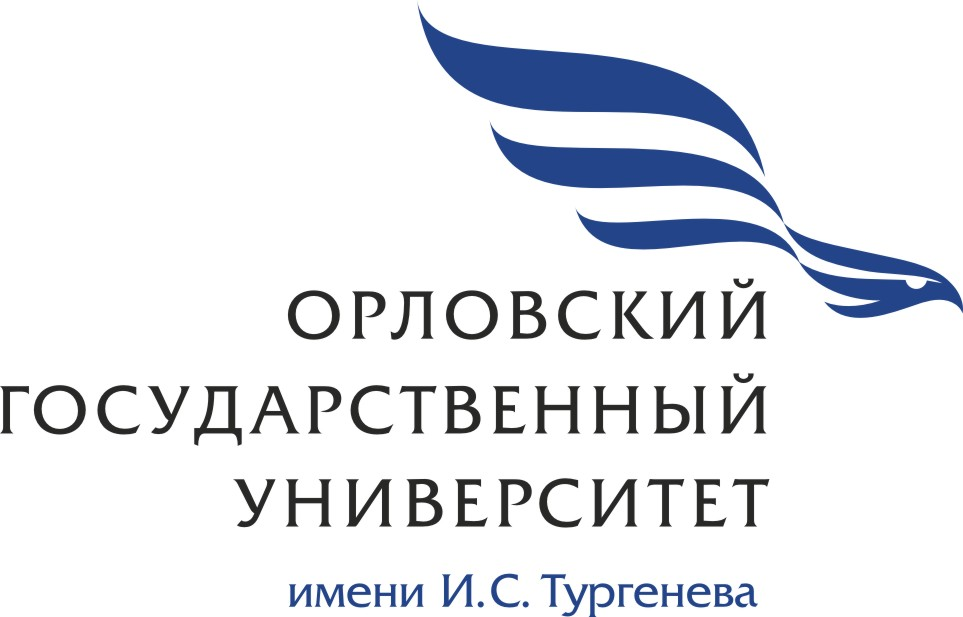 ОРЛОВСКИЙ
ГОСУДАРСТВЕННЫЙ
УНИВЕРСИТЕТ
имени И.С. Тургенева